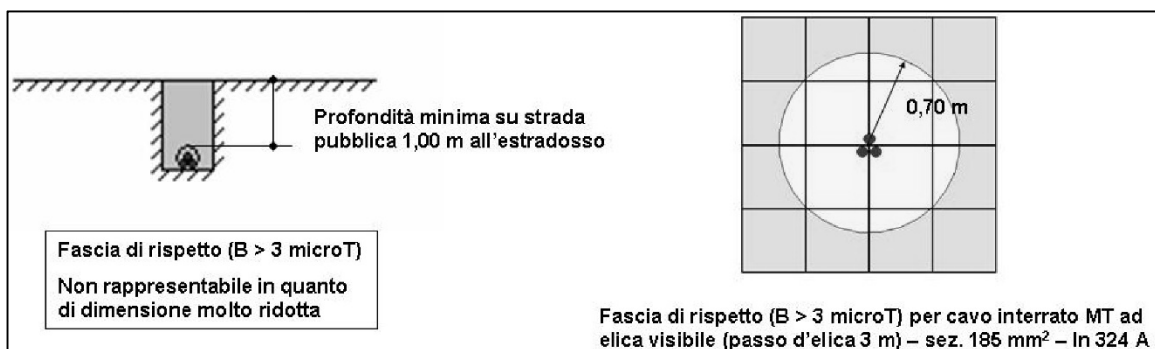 Profondità minima su strada
pubblica 1,00 m all'estradosso
Fascia di rispetto (B > 3 microT)
Non rappresentabile in quanto
di dimensione molto ridotta
0,70 m
Fascia di rispetto (B > 3 microT) per cavo interrato MT ad
elica visibile (passo d'elica 3 m) – sez. 185 mm² – In 324 A